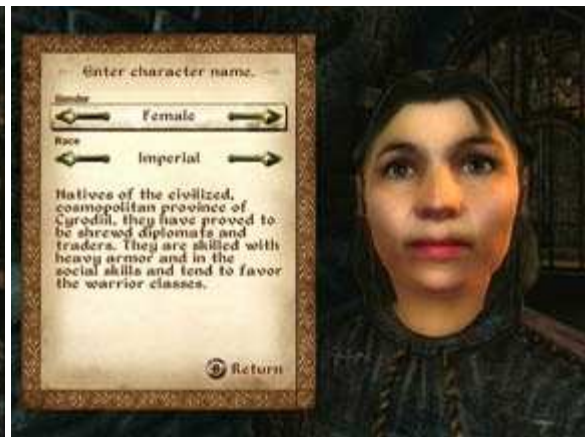 Enter character name.
Gender
Female
Race
Imperial
Natives of the civilized,
cosmopolitan province of
Cyrodiil, they have proved to
be shrewd diplomats and
traders. They are skilled with
heavy armor and in the
social skills and tend to favor
the warrior classes.
B Return